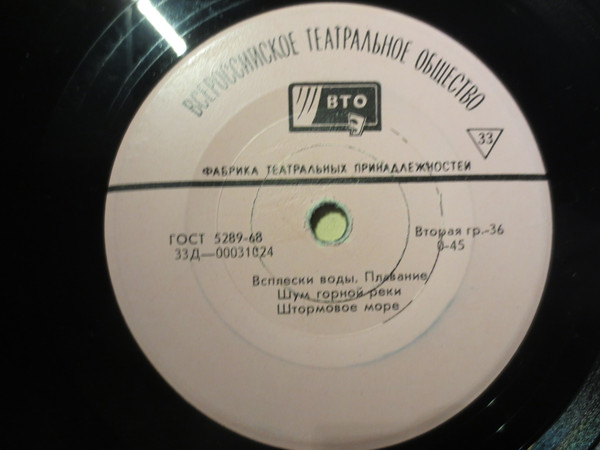 ВСЕРОССИЙСКОЕ ТЕАТРАЛЬНОЕ ОБЩЕСТВО
ВТО
33
ФАБРИКА ТЕАТРАЛЬНЫХ ПРИНАДЛЕЖНОСТЕЙ
ГОСТ 5289-68
33Д—00031024
Вторая гр.-36
0-45
Всплески воды. Плавание
Шум горной реки
Штормовое море